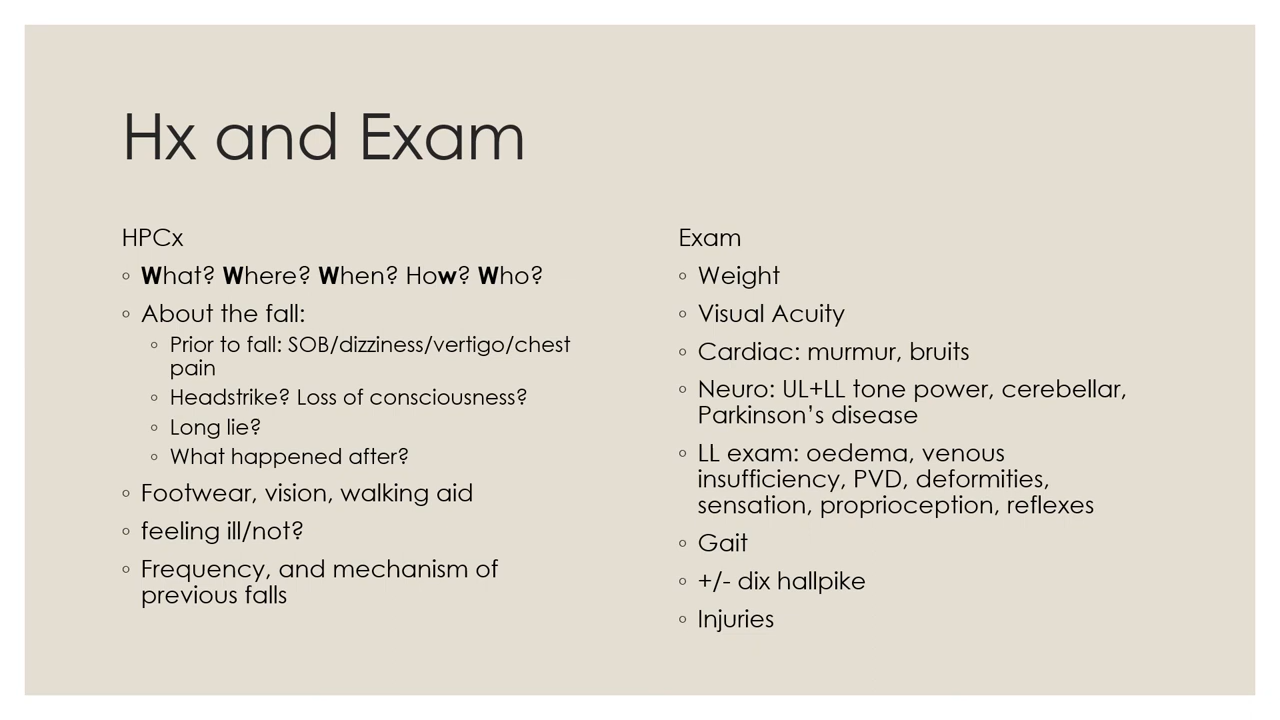 Hx and Exam
HPCx
◦ What? Where? When? How? Who?
◦ About the fall:
◦ Prior to fall: SOB/dizziness/vertigo/chest
pain
◦ Headstrike? Loss of consciousness?
◦ Long lie?
◦ What happened after?
◦ Footwear, vision, walking aid
◦ feeling ill/not?
◦ Frequency, and mechanism of
previous falls
Exam
◦ Weight
◦ Visual Acuity
◦ Cardiac: murmur, bruits
◦ Neuro: UL+LL tone power, cerebellar,
Parkinson’s disease
◦ LL exam: oedema, venous
insufficiency, PVD, deformities,
sensation, proprioception, reflexes
◦ Gait
◦ +/- dix hallpike
◦ Injuries